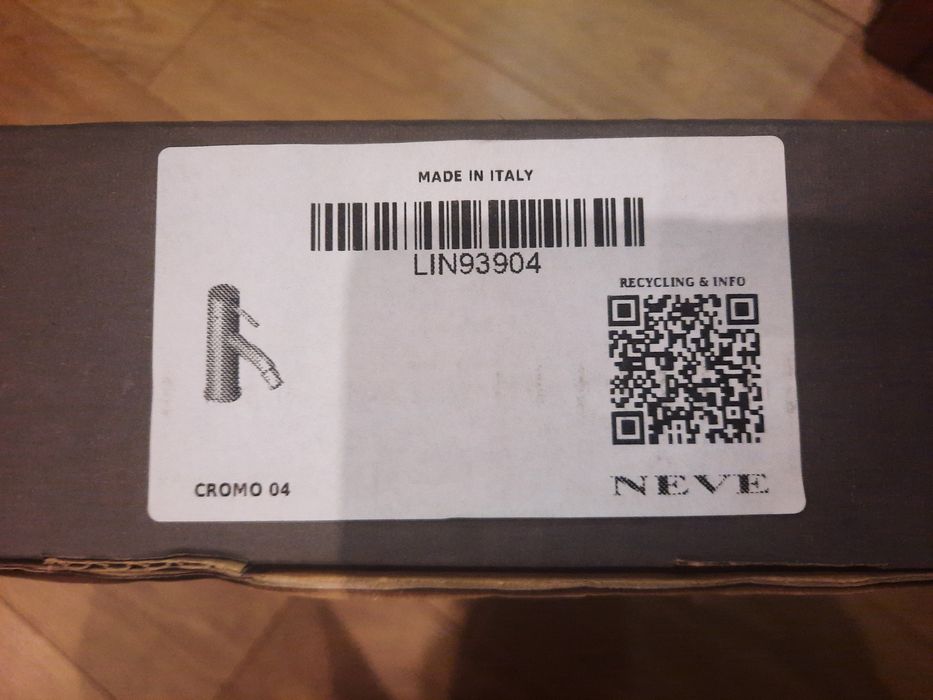 MADE IN ITALY
LIN93904
RECYCLING & INFO
CROMO 04
NEVE